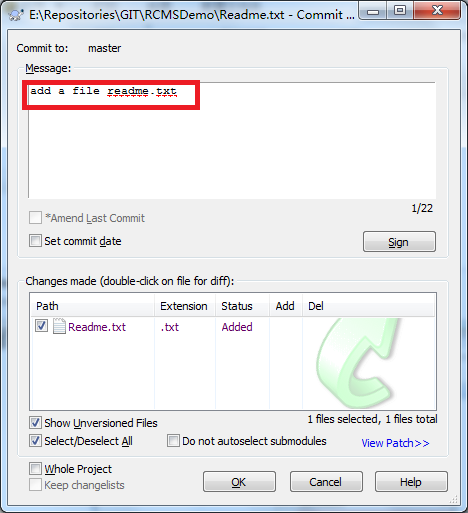 E:\Repositories\GIT\RCMSDemo\Readme.txt - Commit ...
Commit to: master
Message:
add a file readme.txt
1/22
*Amend Last Commit
Set commit date
Sign
Changes made (double-click on file for diff):
Path Extension Status Add Del
Readme.txt .txt Added
Show Unversioned Files
1 files selected, 1 files total
Select/Deselect All
Do not autoselect submodules
View Patch>>
Whole Project
Keep changelists
OK
Cancel
Help